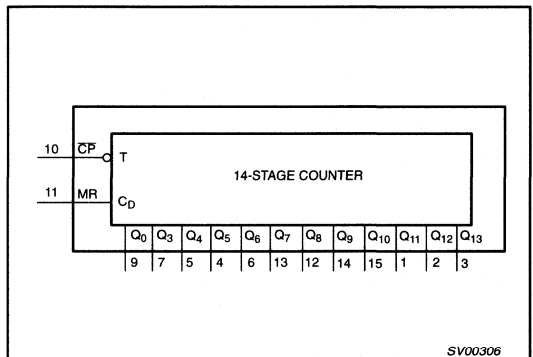 10 CP T
14-STAGE COUNTER
11 MR CD
Q0 Q3 Q4 Q5 Q6 Q7 Q8 Q9 Q10 Q11 Q12 Q13
9 7 5 4 6 13 12 14 15 1 2 3
SV00306